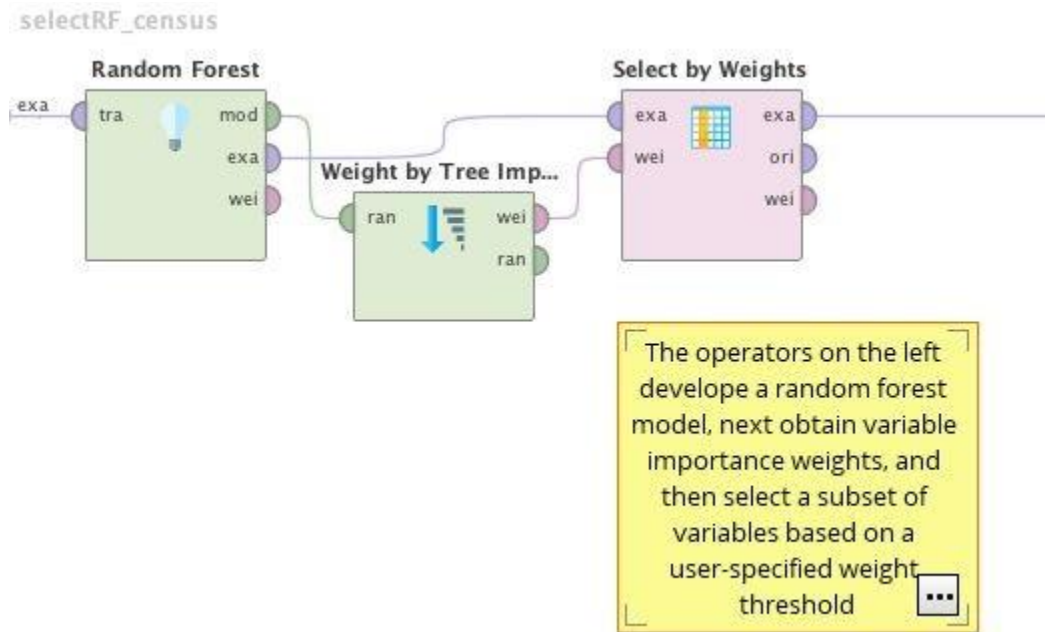 selectRF_census
Random Forest
Select by Weights
exa
tra
mod
exa
wei
exa
wei
exa
ori
wei
Weight by Tree Imp...
ran
wei
ran
The operators on the left
develope a random forest
model, next obtain variable
importance weights, and
then select a subset of
variables based on a
user-specified weight
threshold
...